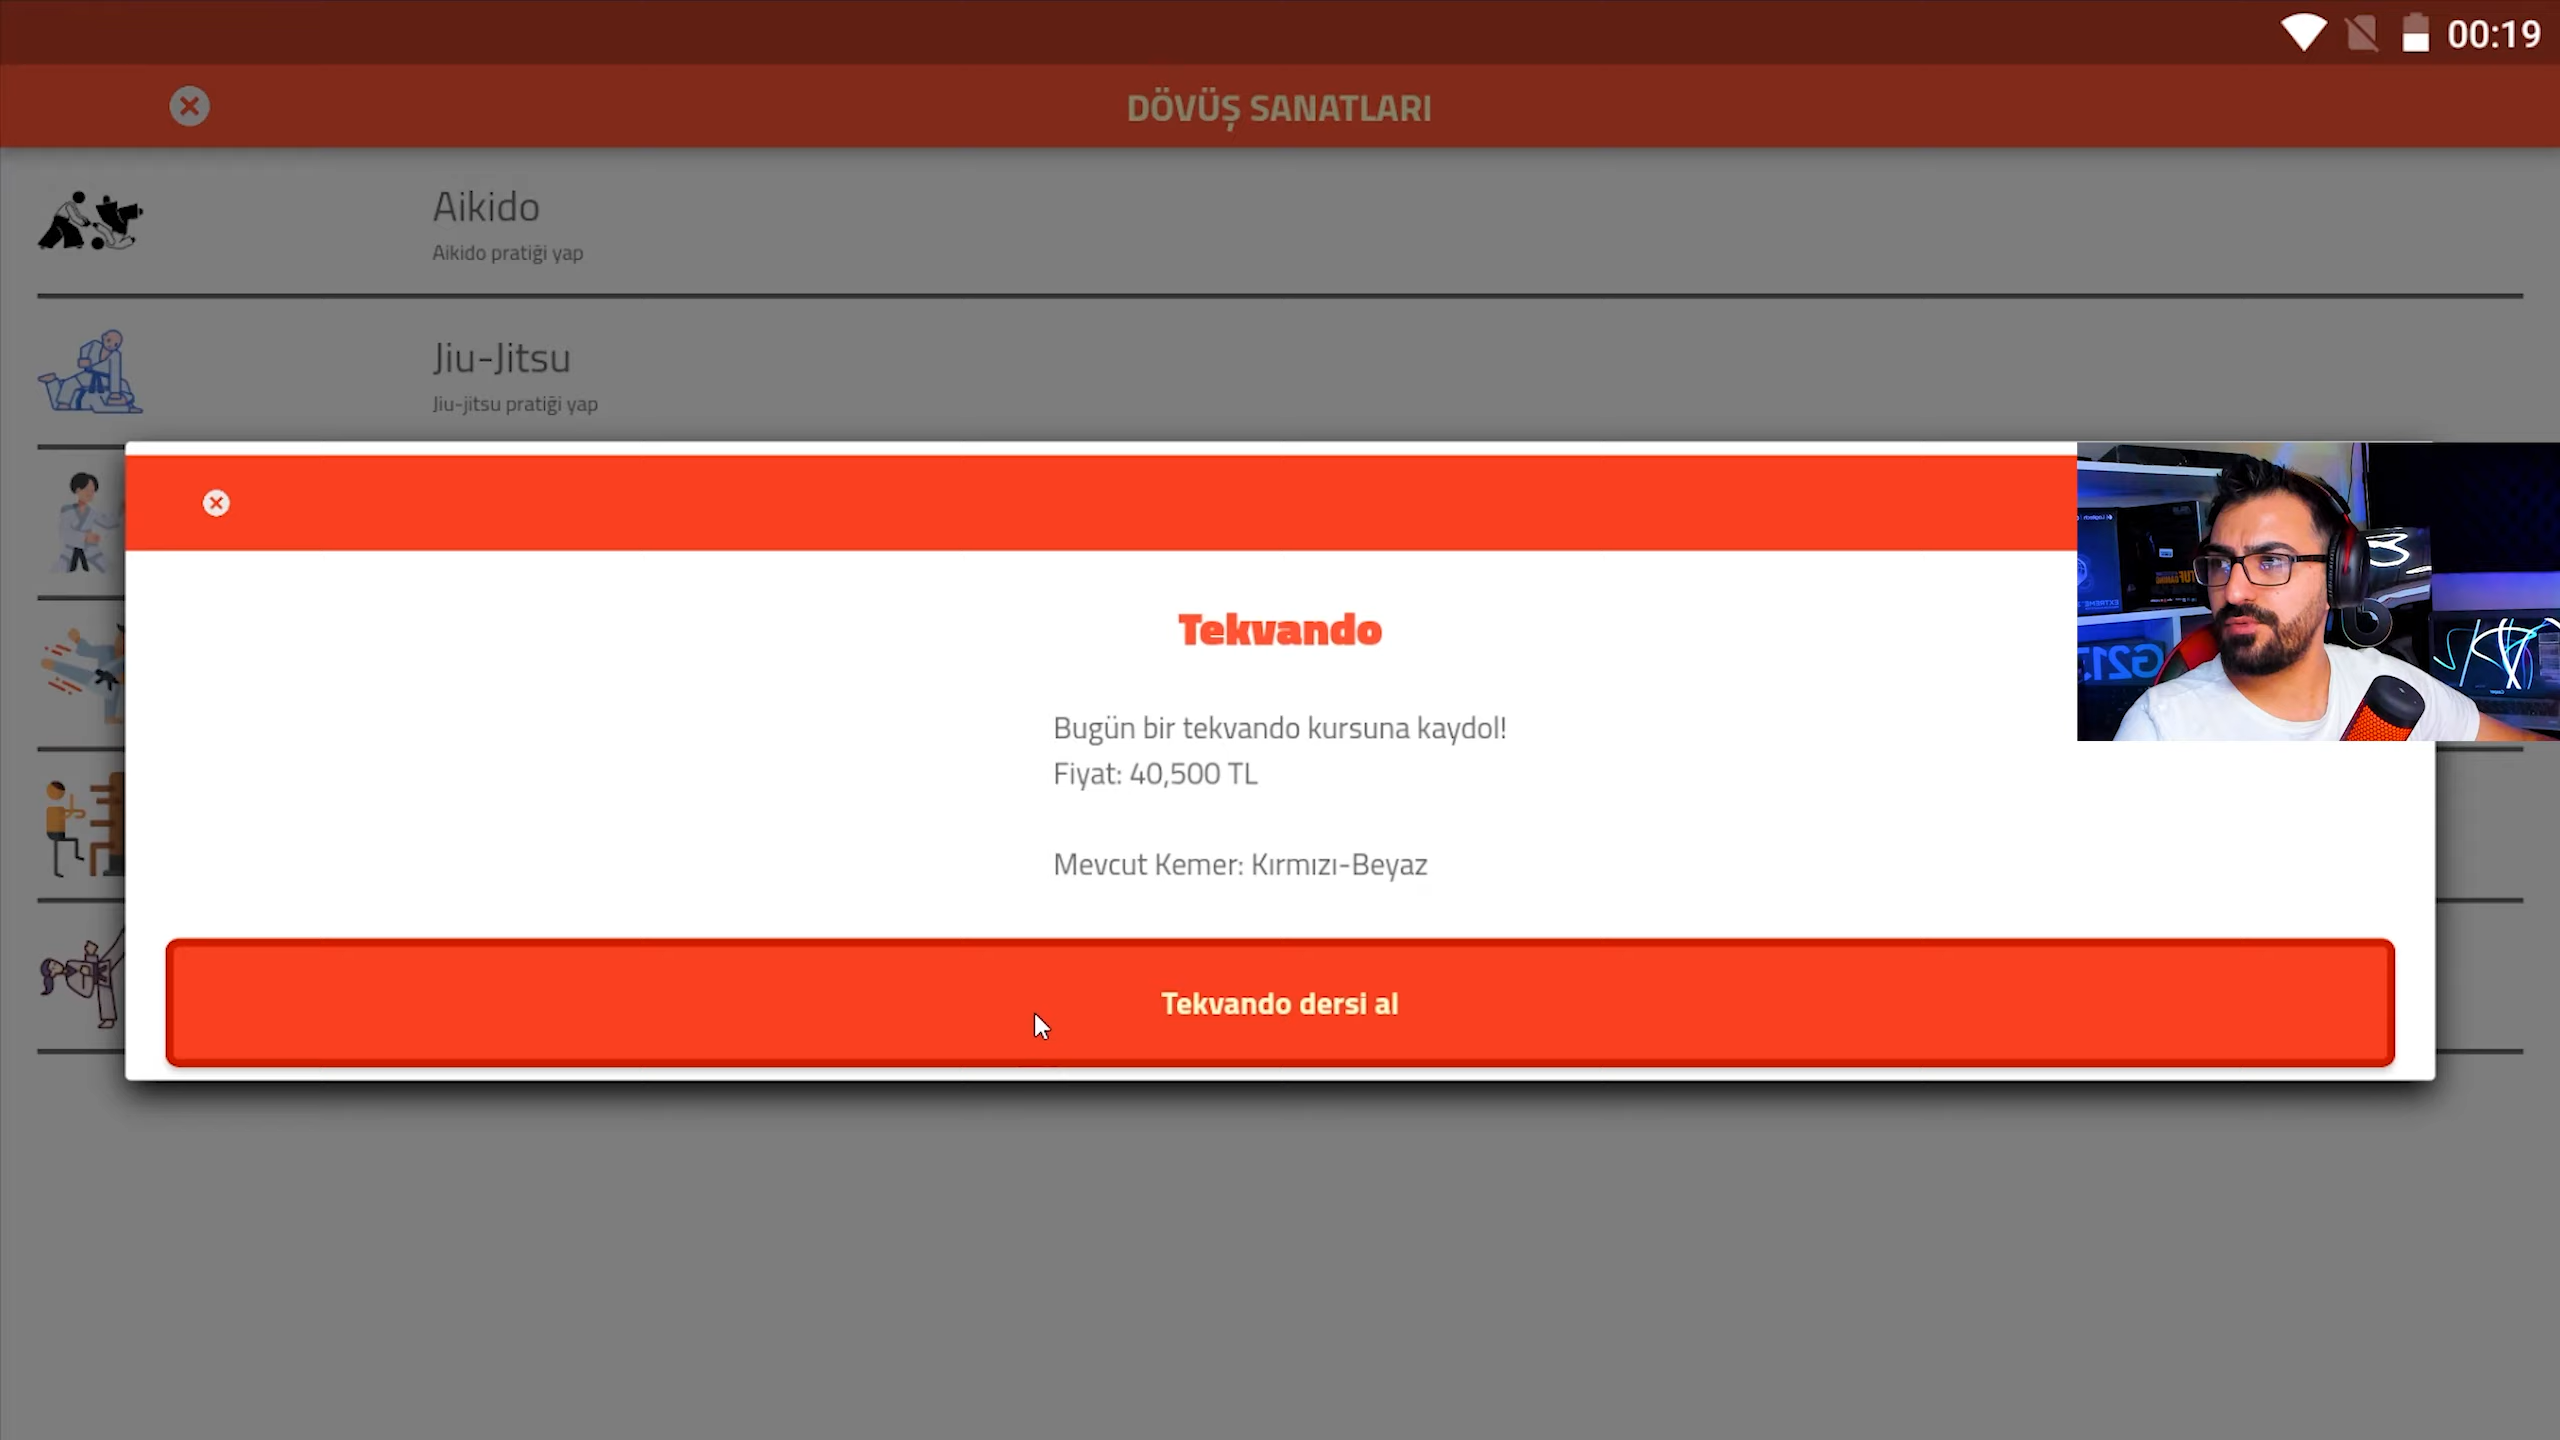 00:19
DÖVÜŞ SANATLARI
Aikido
Aikido pratiği yap
Jiu-Jitsu
Jiu-jitsu pratiği yap
Tekvando
Bugün bir tekvando kursuna kaydol!
Fiyat: 40,500 TL
Mevcut Kemer: Kırmızı-Beyaz
Tekvando dersi al
G213